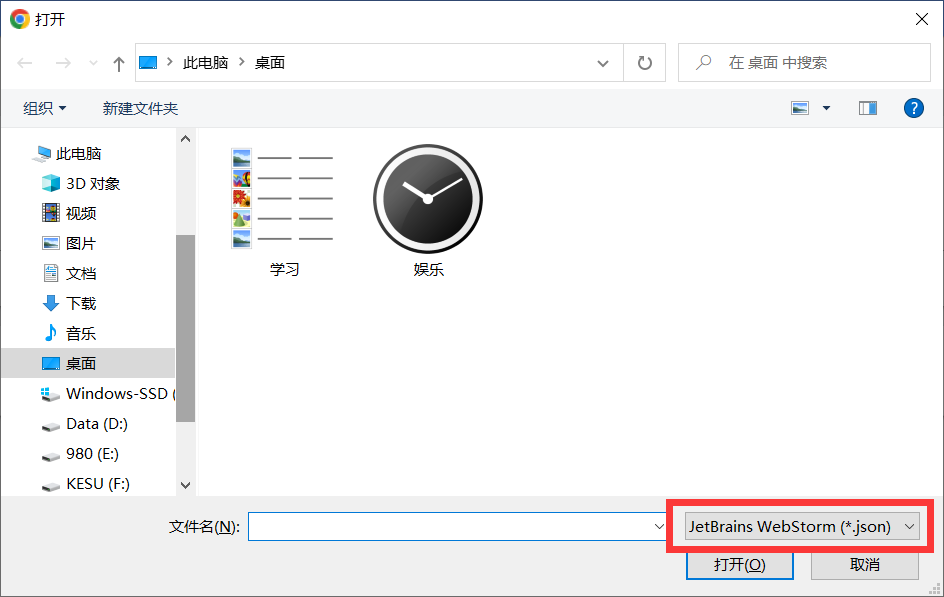 打开
此电脑 桌面
在 桌面 中搜索
组织 新建文件夹
?
此电脑
3D 对象
视频
图片
文档
下载
音乐
桌面
Windows-SSD (
Data (D:)
980 (E:)
KESU (F:)
学习
娱乐
文件名(N):
JetBrains WebStorm (*.json)
打开(O)
取消